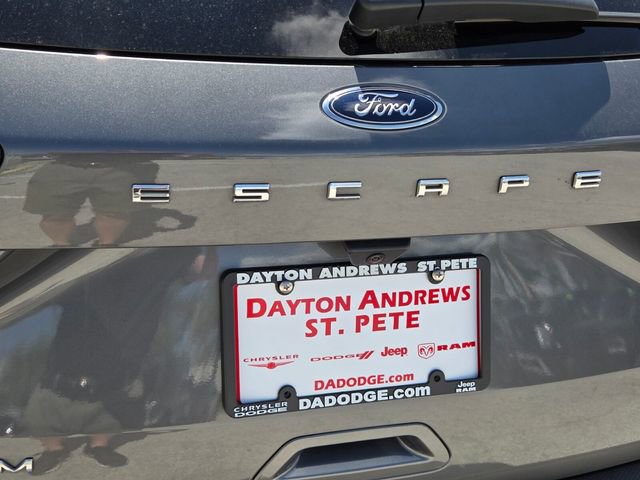 Ford
ESCAPE
DAYTON ANDREWS ST. PETE
DAYTON ANDREWS
ST. PETE
CHRYSLER DODGE Jeep RAM
DADODGE.com
CHRYSLER
DODGE
DADODGE.com
Jeep
RAM
M